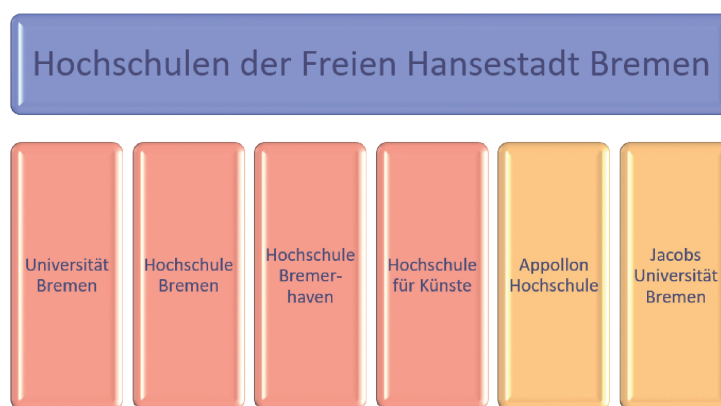 Hochschulen der Freien Hansestadt Bremen
Universität
Bremen
Hochschule
Bremen
Hochschule
Bremer-
haven
Hochschule
für Künste
Appollon
Hochschule
Jacobs
Universität
Bremen